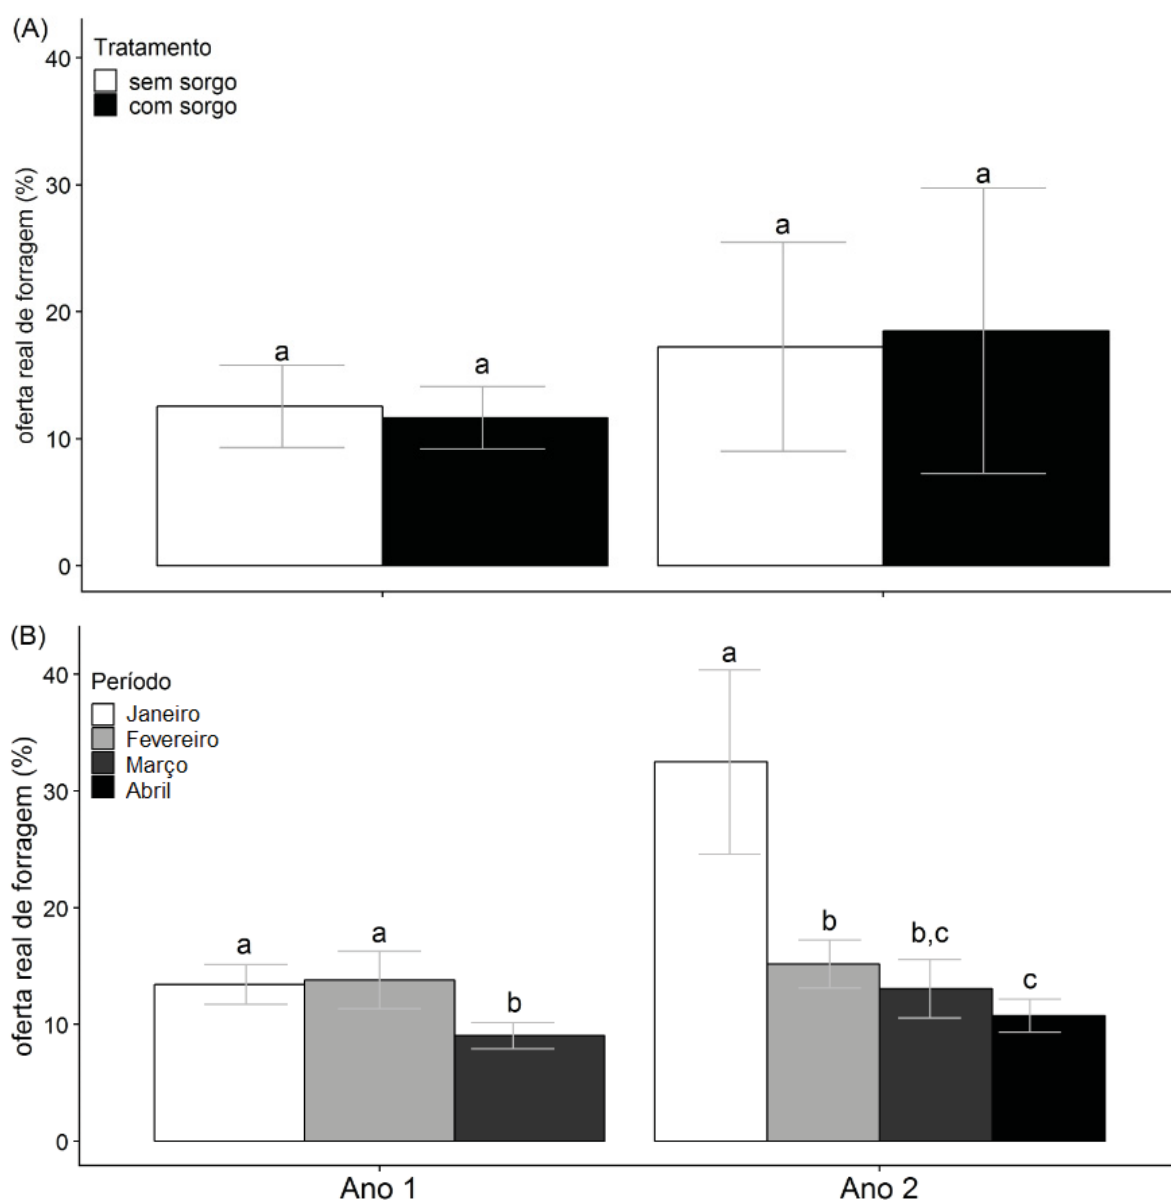 (A)
Tratamento
sem sorgo
com sorgo
oferta real de forragem (%)
40
30
20
10
0
a
a
a
a
(B)
Período
Janeiro
Fevereiro
Março
Abril
oferta real de forragem (%)
40
30
20
10
0
a
a
b
a
b
b,c
c
Ano 1
Ano 2